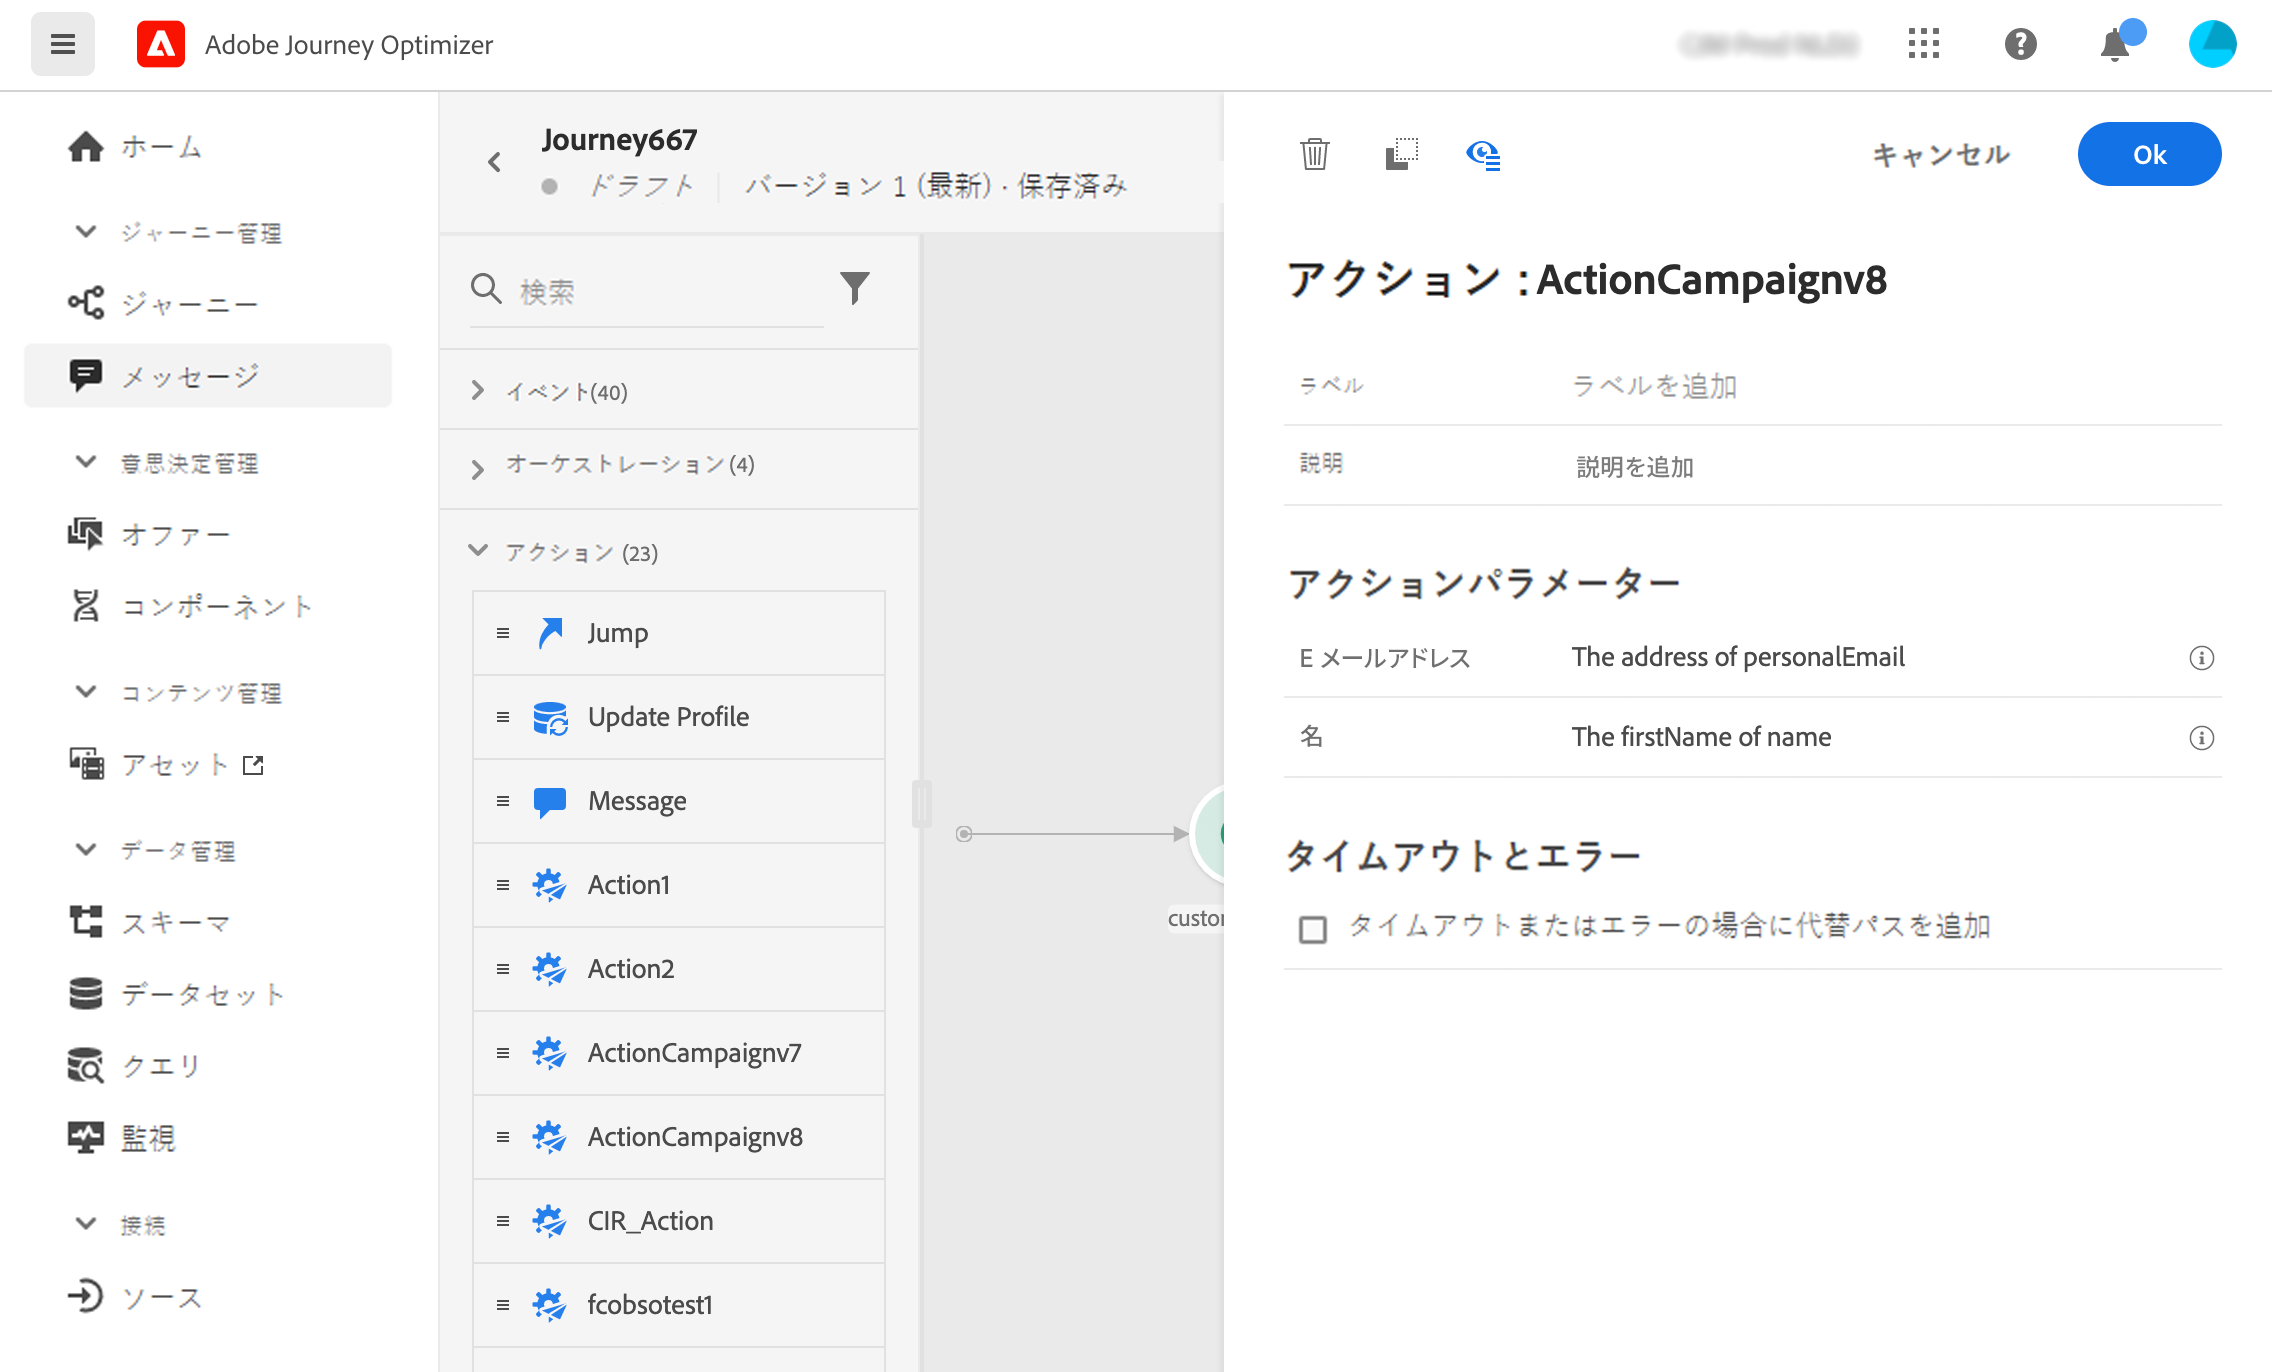 Adobe Journey Optimizer
ホーム
ジャーニー管理
ジャーニー
メッセージ
意思決定管理
オファー
コンポーネント
コンテンツ管理
アセット
データ管理
スキーマ
データセット
クエリ
監視
接続
ソース
Journey667
ドラフト
バージョン 1 (最新) · 保存済み
検索
イベント(40)
オーケストレーション(4)
アクション (23)
Jump
Update Profile
Message
Action1
Action2
ActionCampaignv7
ActionCampaignv8
CIR_Action
fcobsotest1
キャンセル
Ok
アクション : ActionCampaignv8
ラベル
ラベルを追加
説明
説明を追加
アクションパラメーター
E メールアドレス
The address of personalEmail
名
The firstName of name
タイムアウトとエラー
タイムアウトまたはエラーの場合に代替パスを追加